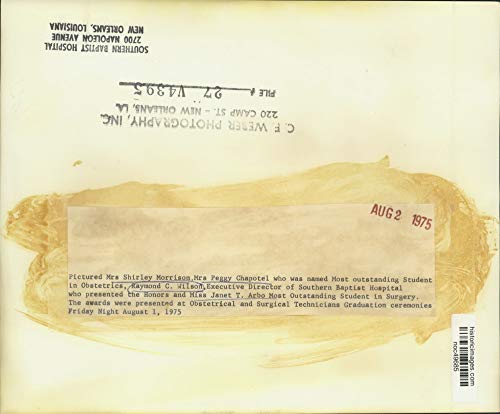 SOUTHERN BAPTIST HOSPITAL
2700 NAPOLEON AVENUE
NEW ORLEANS, LOUISIANA
C. F. WEBER PHOTOGRAPHY, INC.
220 CAMP ST. — NEW ORLEANS, LA.
FILE # 27 V4395
AUG 2 1975
Pictured Mrs Shirley Morrison,Mrs Peggy Chapotel who was named Most outstanding Student
in Obstetrics, Raymond C. Wilson,Executive Director of Southern Baptist Hospital
who presented the Honors and Miss Janet T. Arbo Most Outstanding Student in Surgery.
The awards were presented at Obstetrical and Surgical Technicians Graduation ceremonies
Friday Night August 1, 1975
historicimages.com
noc49685